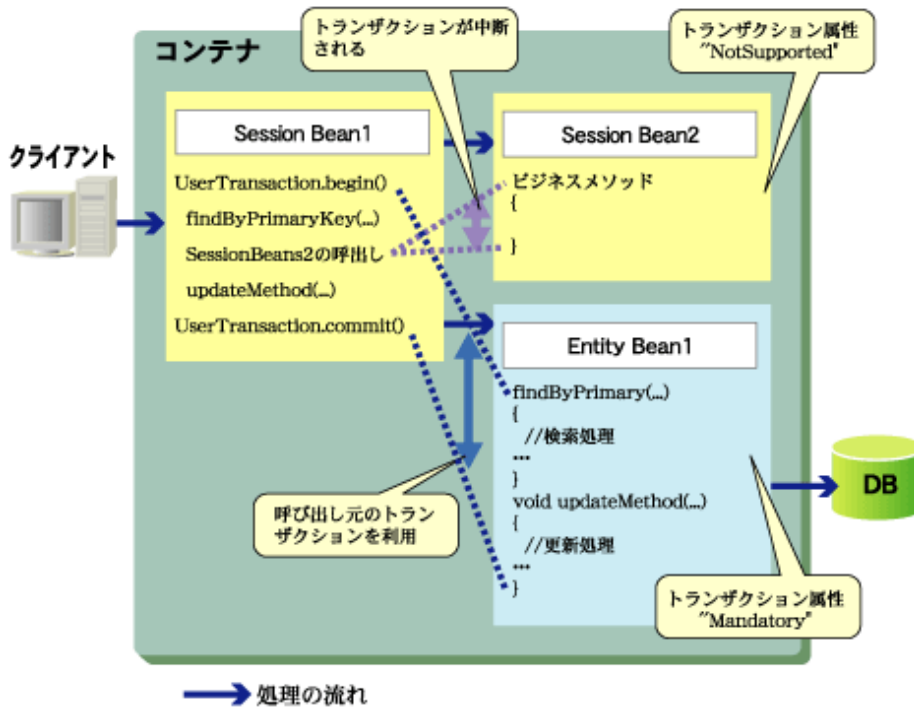 トランザクションが中断
される
トランザクション属性
"NotSupported"
コンテナ
クライアント
Session Bean1
UserTransaction.begin()
findByPrimaryKey(...)
SessionBeans2の呼出し
updateMethod(...)
UserTransaction.commit()
Session Bean2
ビジネスメソッド
{
}
Entity Bean1
findByPrimary(...)
{
//検索処理
...
}
void updateMethod(...)
{
//更新処理
...
}
DB
呼び出し元のトラン
ザクションを利用
トランザクション属性
"Mandatory"
処理の流れ